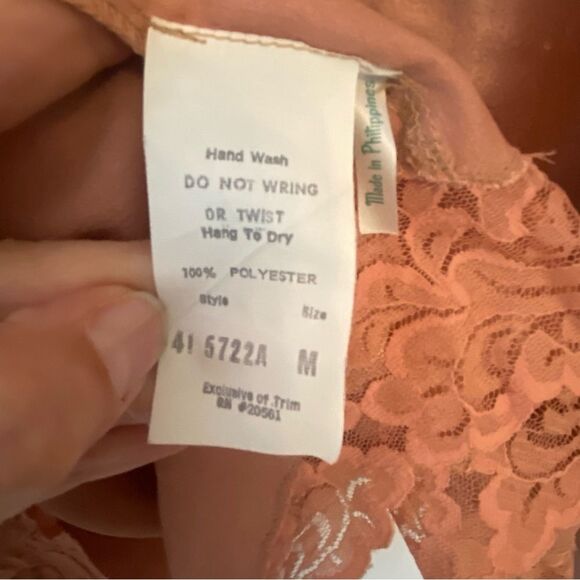 Hand Wash
DO NOT WRING
OR TWIST
Hang To Dry
100% POLYESTER
Style Size
41 5722A M
Exclusive of Trim
RN #20561
Made in Philippines